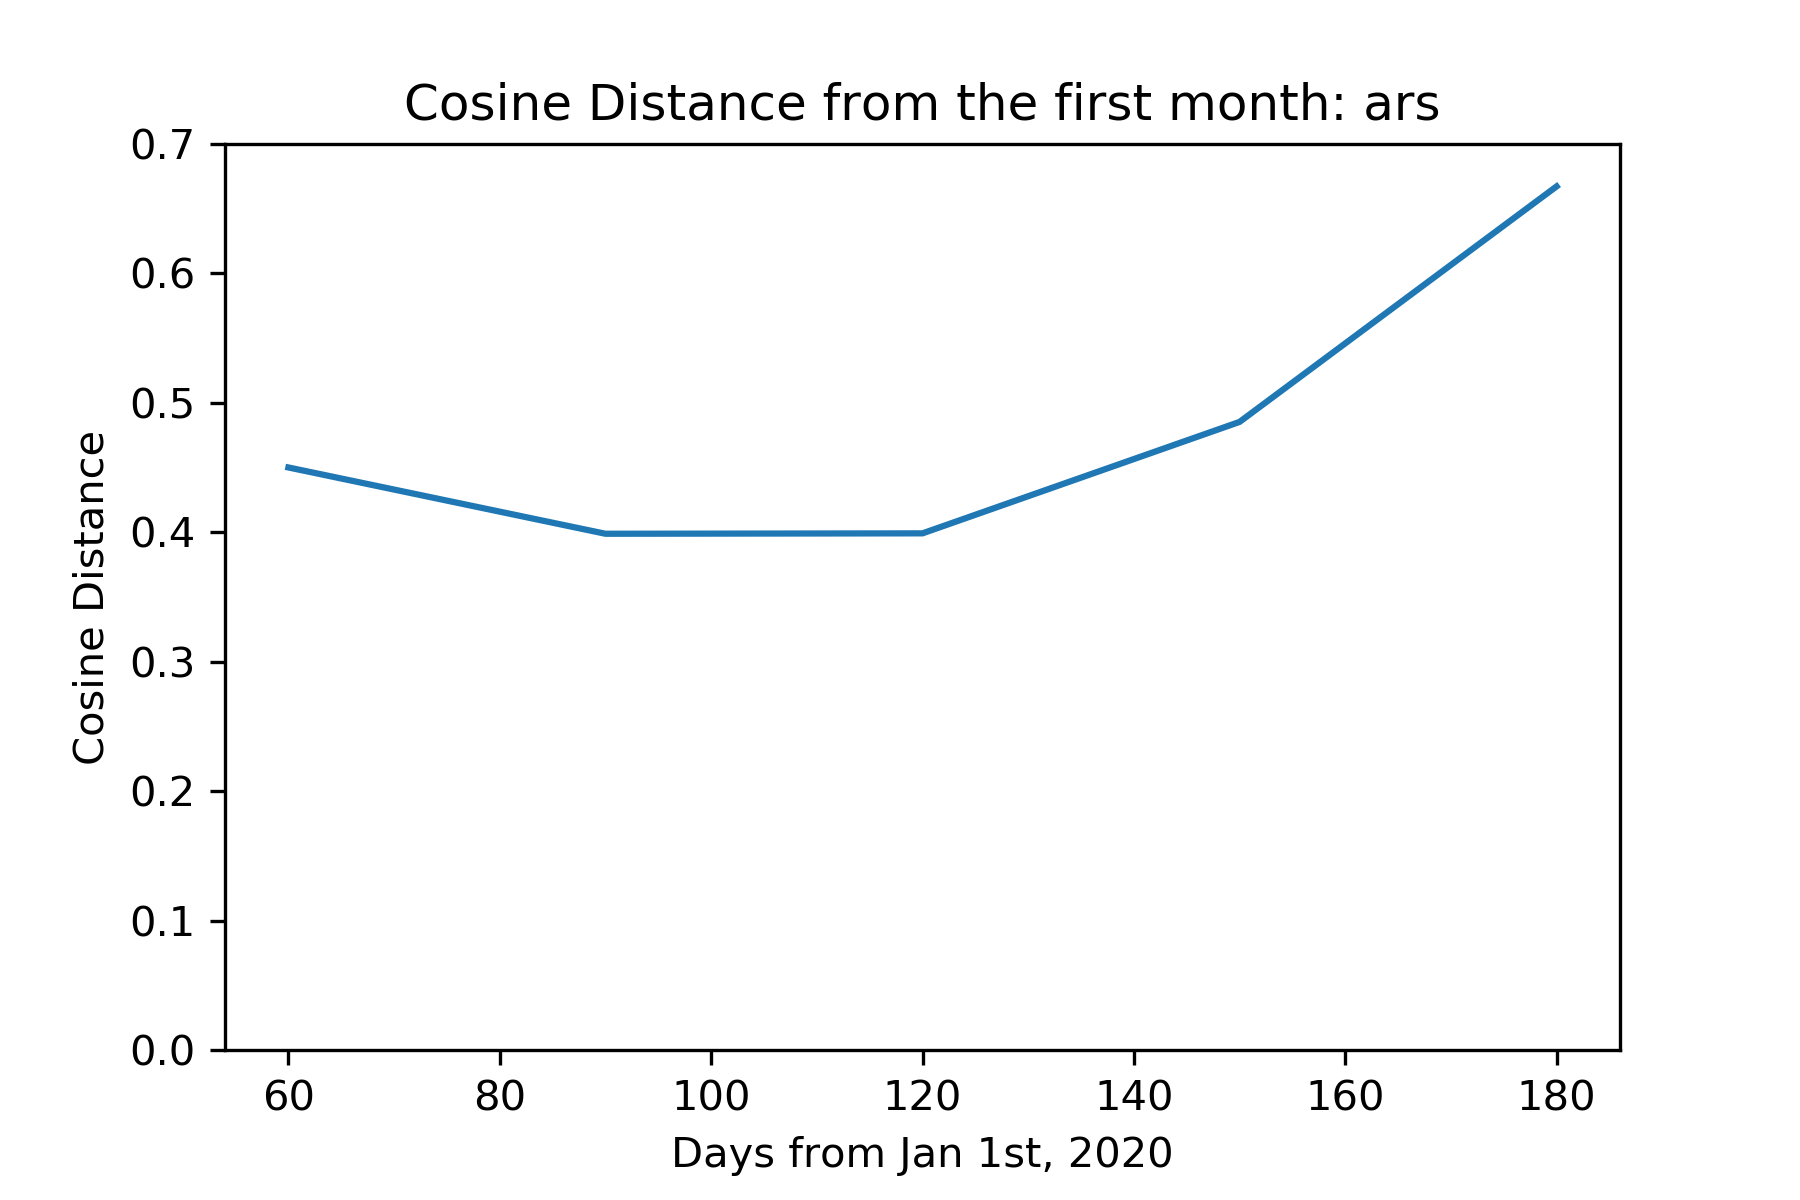 Cosine Distance from the first month: ars
0.7
0.6
0.5
0.4
0.3
0.2
0.1
0.0
Cosine Distance
60 80 100 120 140 160 180
Days from Jan 1st, 2020